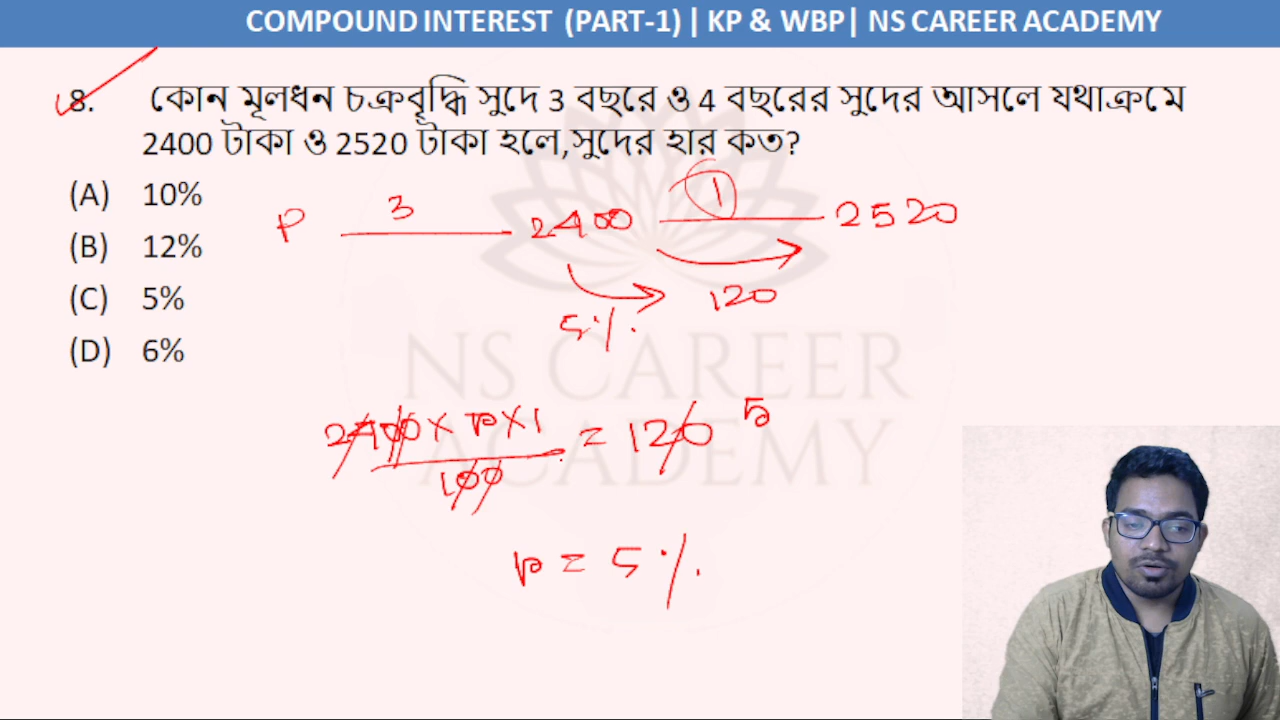 COMPOUND INTEREST (PART-1) | KP & WBP| NS CAREER ACADEMY
8. কোন মূলধন চক্রবৃদ্ধি সুদে 3 বছরে ও 4 বছরের সুদের আসলে যথাক্রমে
2400 টাকা ও 2520 টাকা হলে,সুদের হার কত?
(A) 10%
P 3 2400 1 2520
(B) 12%
(C) 5%
120
5%.
(D) 6%
NS CAREER
2400 × r × 1 = 120 5
100
ACADEMY
r = 5%.